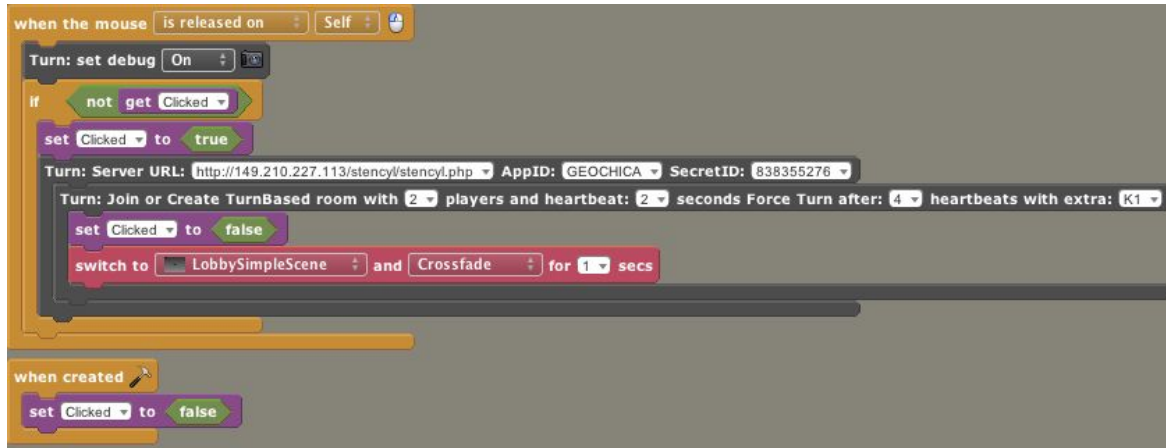 when the mouse is released on Self
Turn: set debug On
if not get Clicked
set Clicked to true
Turn: Server URL: http://149.210.227.113/stencyl/stencyl.php AppID: GEOCHICA SecretID: 838355276
Turn: Join or Create TurnBased room with 2 players and heartbeat: 2 seconds Force Turn after: 4 heartbeats with extra: K1
set Clicked to false
switch to LobbySimpleScene and Crossfade for 1 secs
when created
set Clicked to false